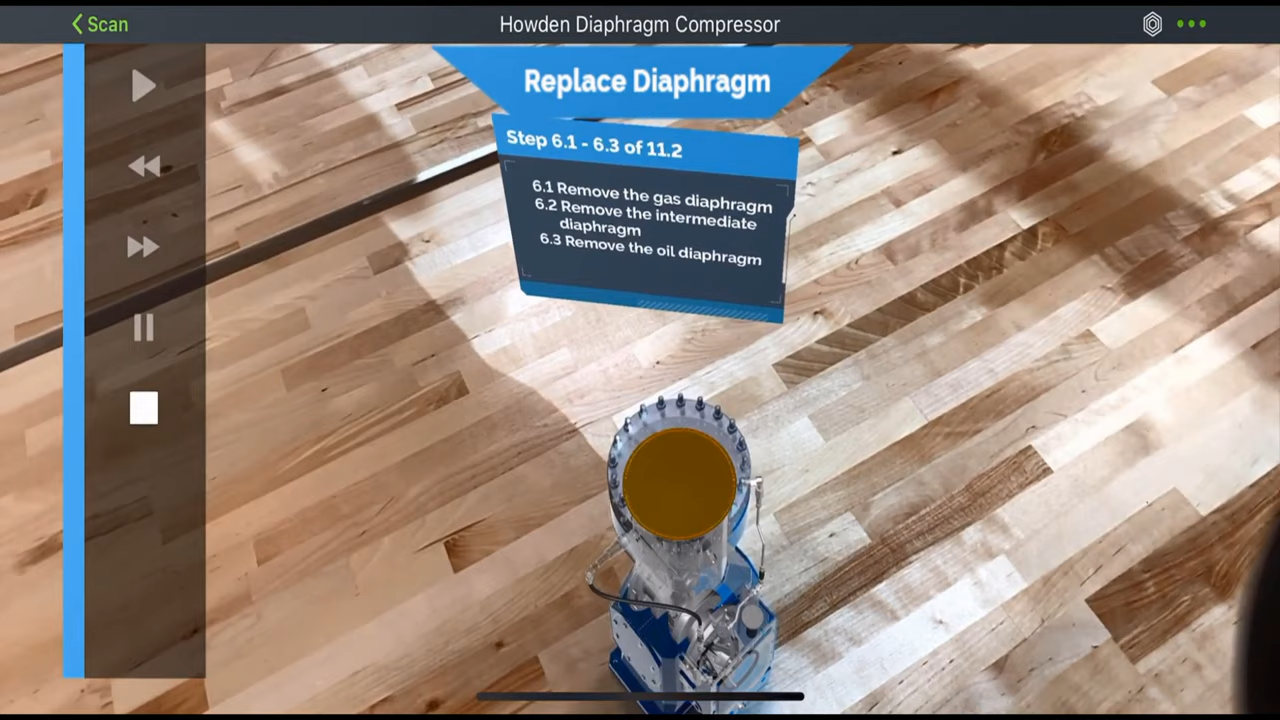 Scan
Howden Diaphragm Compressor
Replace Diaphragm
Step 6.1 - 6.3 of 11.2
6.1 Remove the gas diaphragm
6.2 Remove the intermediate
diaphragm
6.3 Remove the oil diaphragm